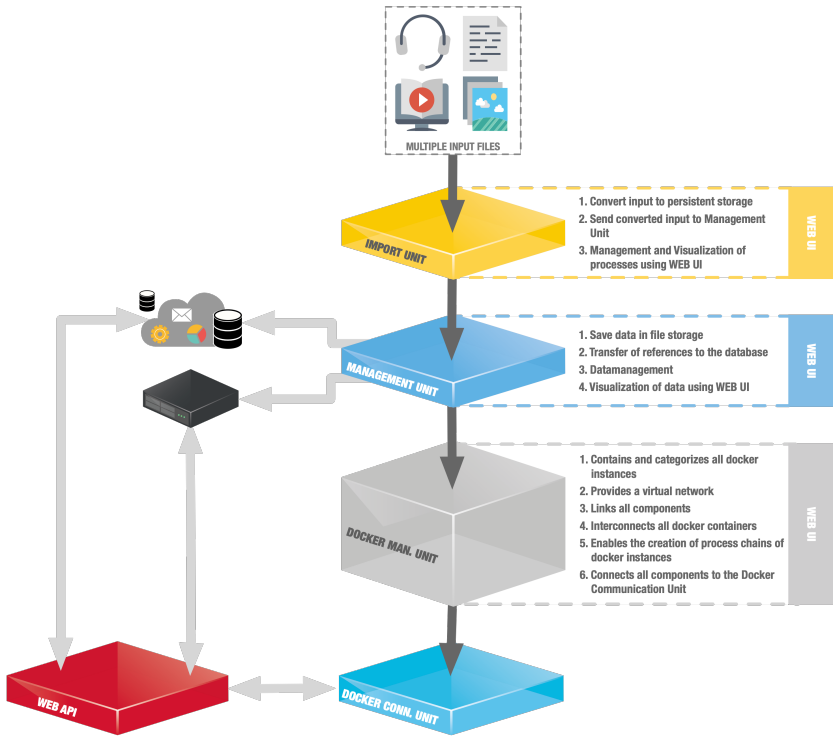 MULTIPLE INPUT FILES
IMPORT UNIT
1. Convert input to persistent storage
2. Send converted input to Management
Unit
3. Management and Visualization of
processes using WEB UI
WEB UI
MANAGEMENT UNIT
1. Save data in file storage
2. Transfer of references to the database
3. Datamanagement
4. Visualization of data using WEB UI
WEB UI
DOCKER MAN. UNIT
1. Contains and categorizes all docker
instances
2. Provides a virtual network
3. Links all components
4. Interconnects all docker containers
5. Enables the creation of process chains of
docker instances
6. Connects all components to the Docker
Communication Unit
WEB UI
WEB API
DOCKER CONN. UNIT